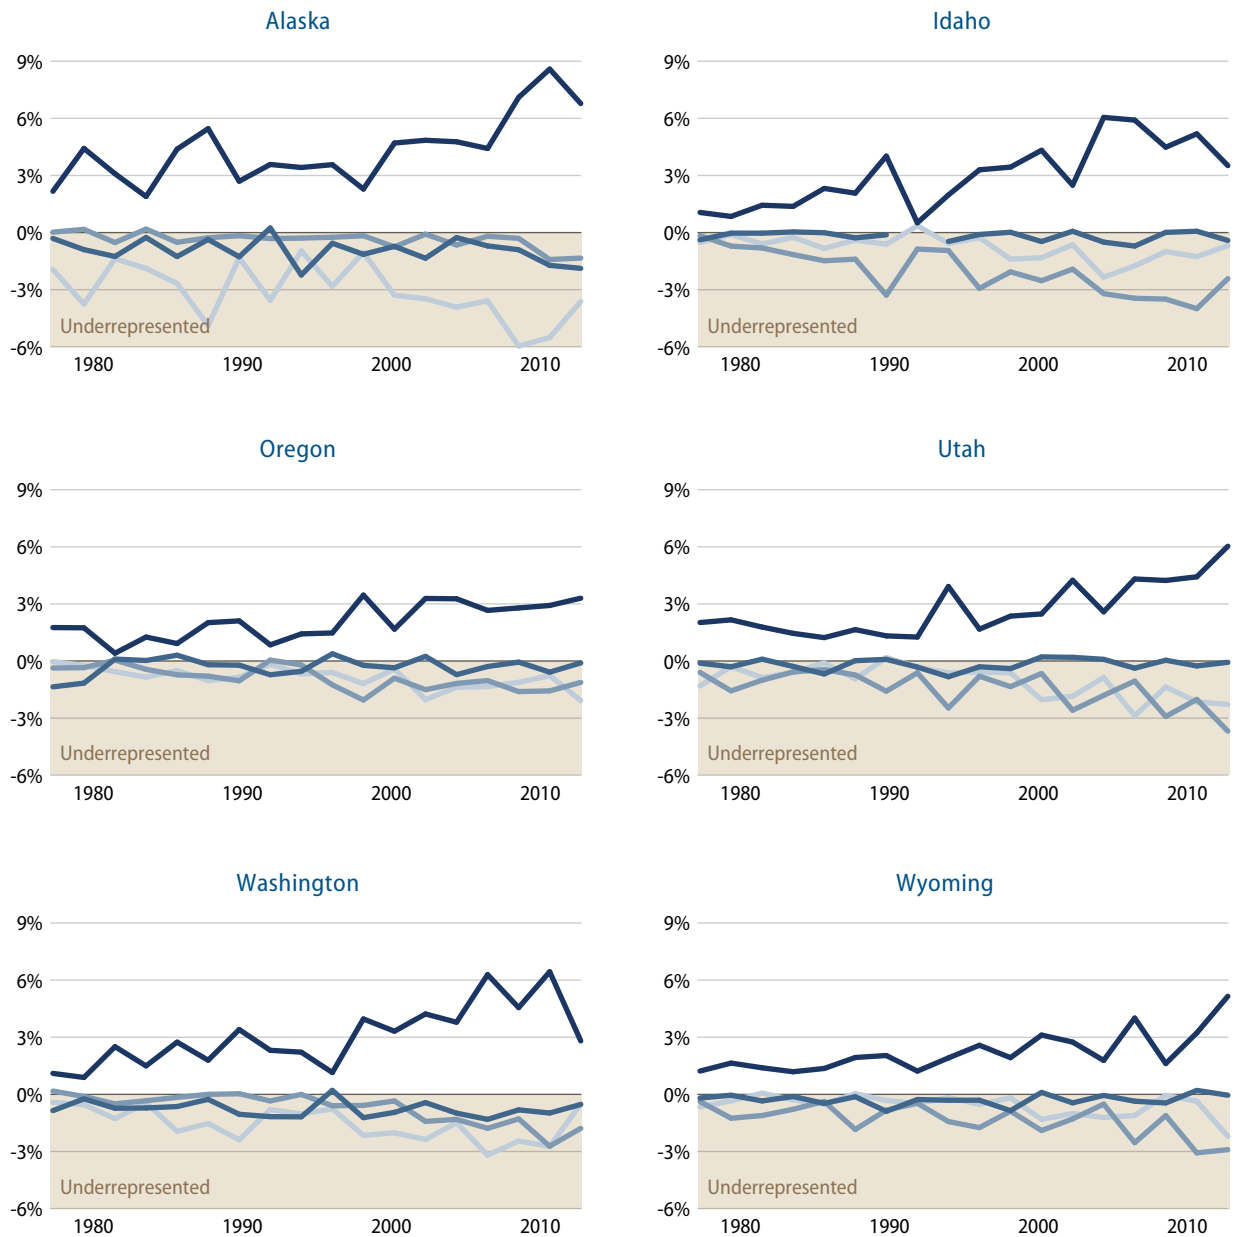 Alaska
9%
6%
3%
0%
-3%
Underrepresented
-6%
1980 1990 2000 2010
Idaho
9%
6%
3%
0%
-3%
Underrepresented
-6%
1980 1990 2000 2010
Oregon
9%
6%
3%
0%
-3%
Underrepresented
-6%
1980 1990 2000 2010
Utah
9%
6%
3%
0%
-3%
Underrepresented
-6%
1980 1990 2000 2010
Washington
9%
6%
3%
0%
-3%
Underrepresented
-6%
1980 1990 2000 2010
Wyoming
9%
6%
3%
0%
-3%
Underrepresented
-6%
1980 1990 2000 2010